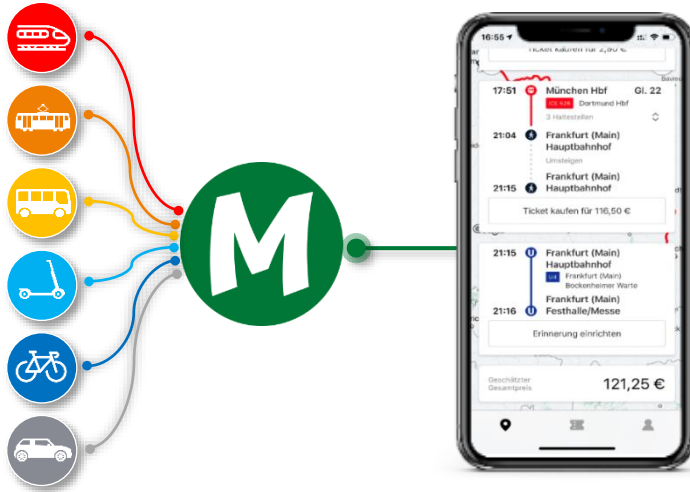 M
16:55
Ticket kaufen für 2,90 €
17:51 München Hbf Gl. 22
ICE 528 Dortmund Hbf
3 Haltestellen
21:04 Frankfurt (Main)
Hauptbahnhof
Umsteigen
Frankfurt (Main)
21:15 Hauptbahnhof
Ticket kaufen für 116,50 €
21:15 Frankfurt (Main)
Hauptbahnhof
U4 Frankfurt (Main)
Bockenheimer Warte
Frankfurt (Main)
21:16 Festhalle/Messe
Erinnerung einrichten
Geschätzter
Gesamtpreis
121,25 €